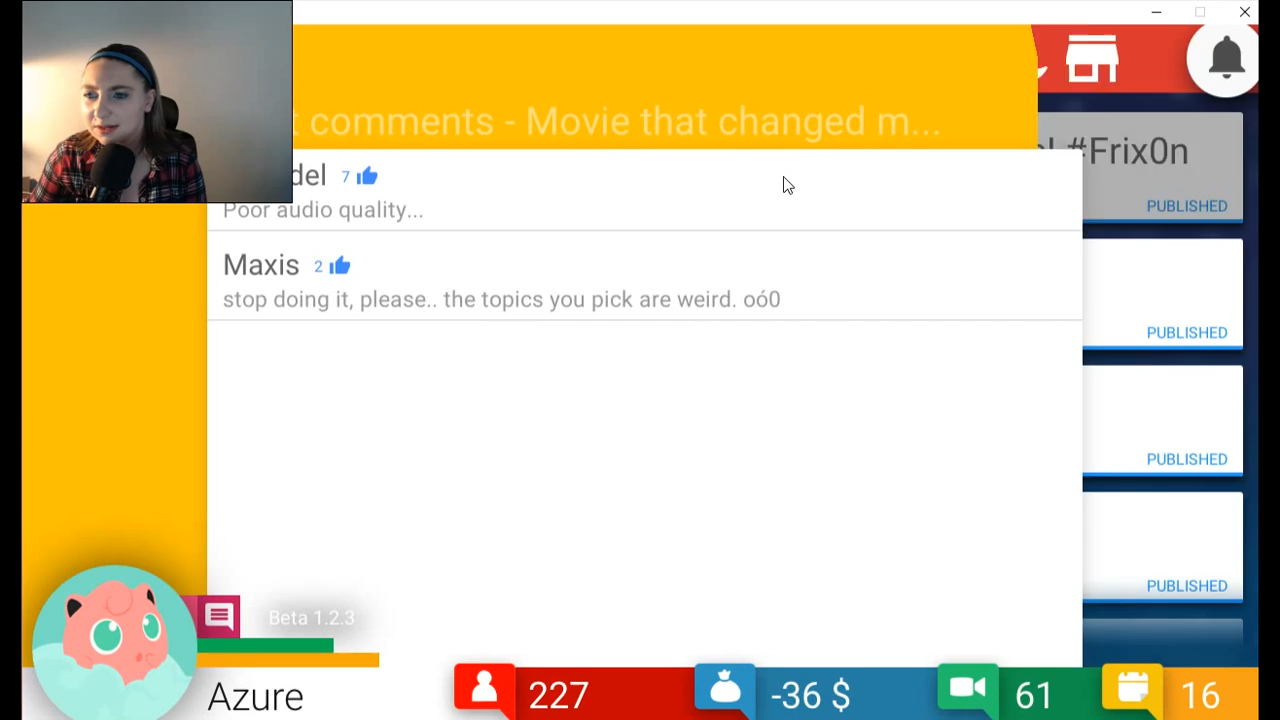 comments - Movie that changed m...
#Frix0n
PUBLISHED
del 7
Poor audio quality...
Maxis 2
stop doing it, please.. the topics you pick are weird. oó0
PUBLISHED
PUBLISHED
PUBLISHED
Beta 1.2.3
Azure
227
-36 $
61
16